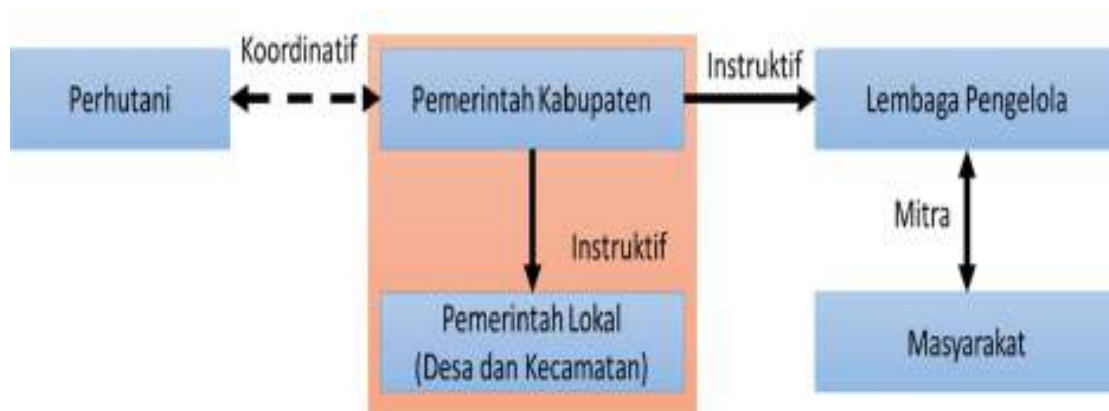 Koordinatif
Instruktif
Perhutani
Pemerintah Kabupaten
Lembaga Pengelola
Mitra
Instruktif
Pemerintah Lokal
(Desa dan Kecamatan)
Masyarakat